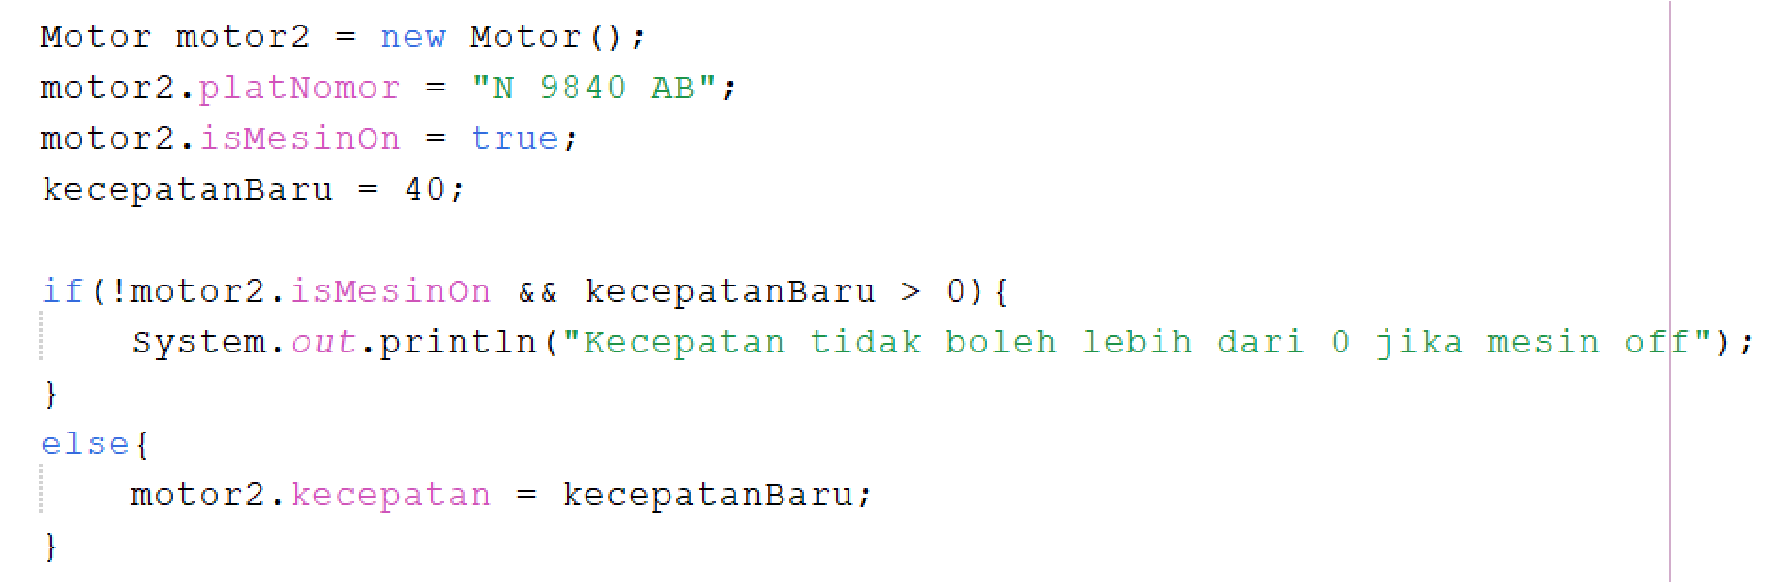 Motor motor2 = new Motor();
motor2.platNomor = "N 9840 AB";
motor2.isMesinOn = true;
kecepatanBaru = 40;
if(!motor2.isMesinOn && kecepatanBaru > 0){
System.out.println("Kecepatan tidak boleh lebih dari 0 jika mesin off");
}
else{
motor2.kecepatan = kecepatanBaru;
}